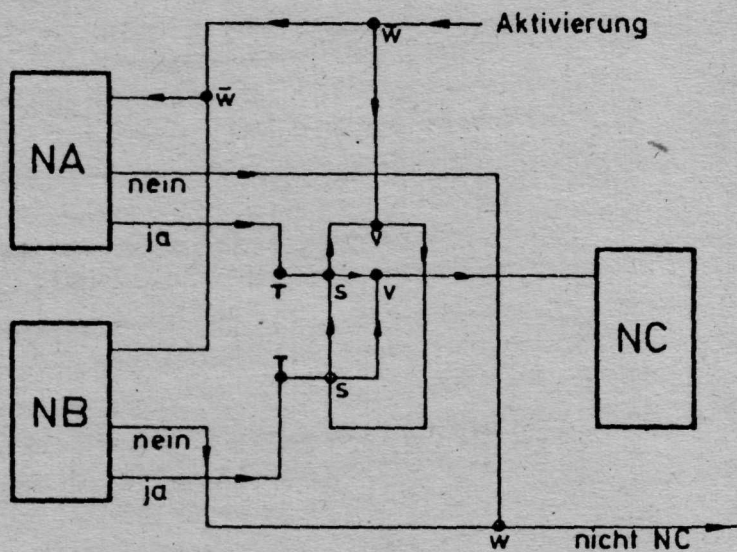 w̄ Aktivierung
w̄
NA
nein
ja
v
T s v
NC
T
s
NB
nein
ja
w nicht NC